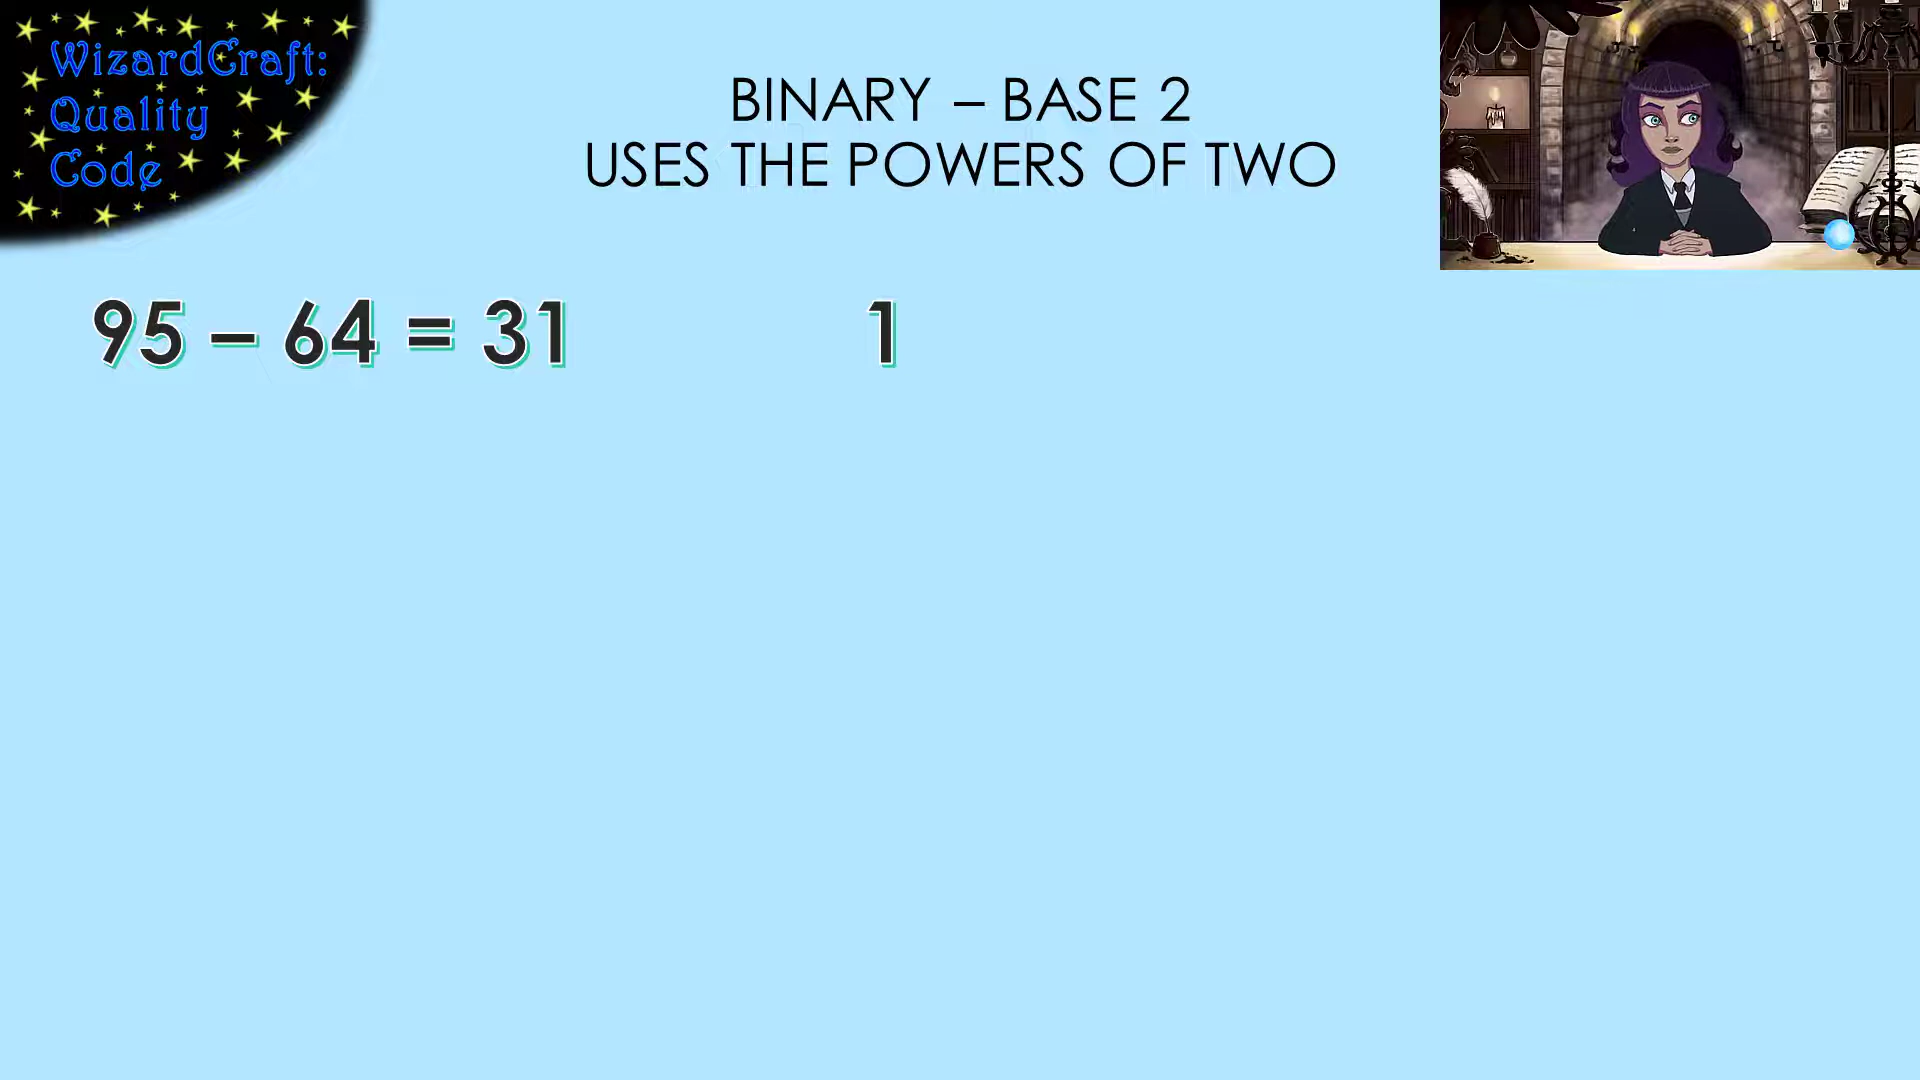 WizardCraft:
Quality
Code
BINARY – BASE 2
USES THE POWERS OF TWO
95 – 64 = 31 1